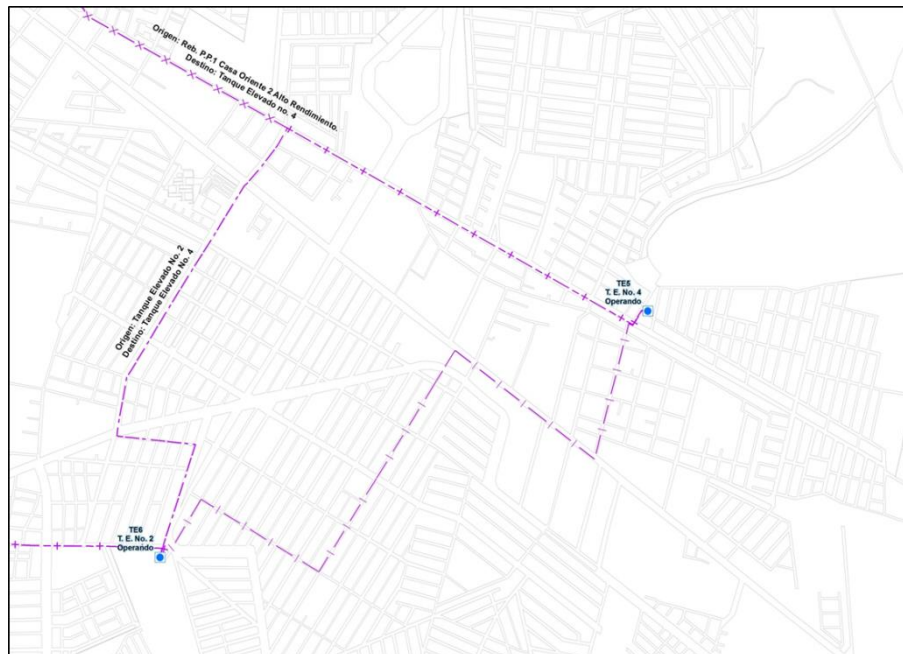 Origen: Reb. P.P.1 Casa Oriente 2 Alto Rendimiento.
Destino: Tanque Elevado no. 4
Origen: Tanque Elevado No. 2
Destino: Tanque Elevado No. 4
TE5
T. E. No. 4
Operando
TE6
T. E. No. 2
Operando